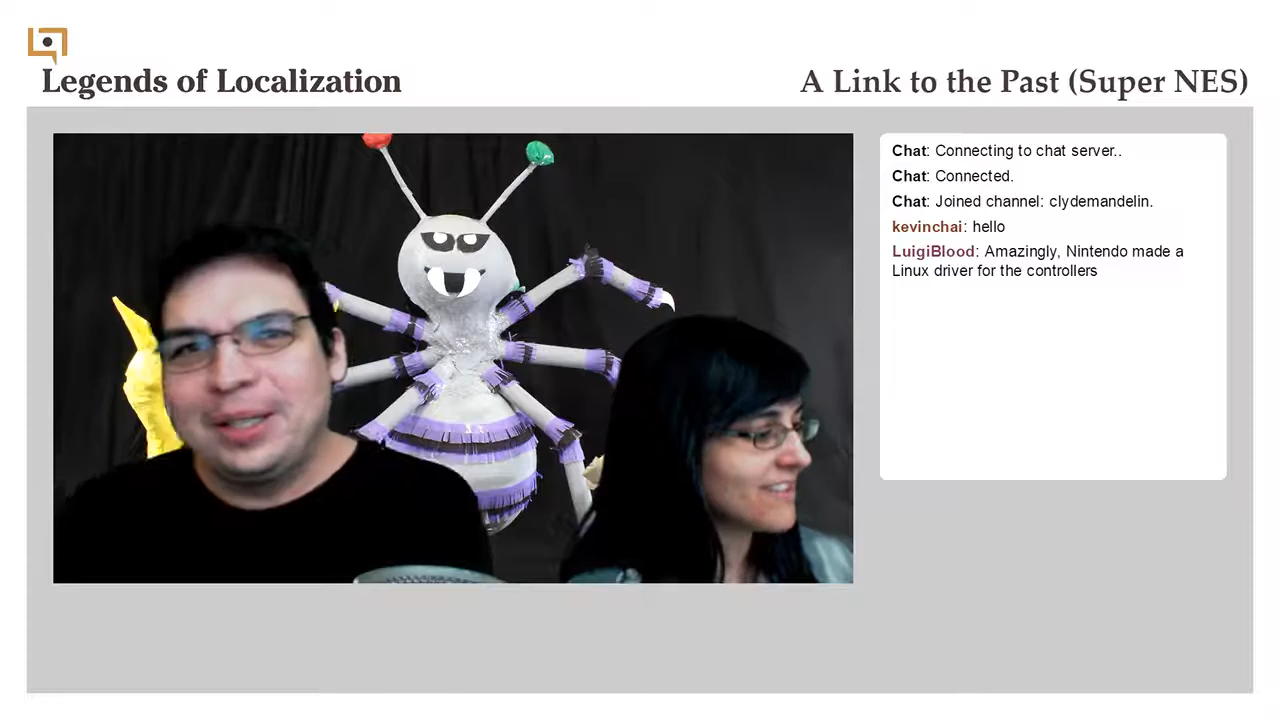 Legends of Localization
A Link to the Past (Super NES)
Chat: Connecting to chat server..
Chat: Connected.
Chat: Joined channel: clydemandelin.
kevinchai: hello
LuigiBlood: Amazingly, Nintendo made a
Linux driver for the controllers